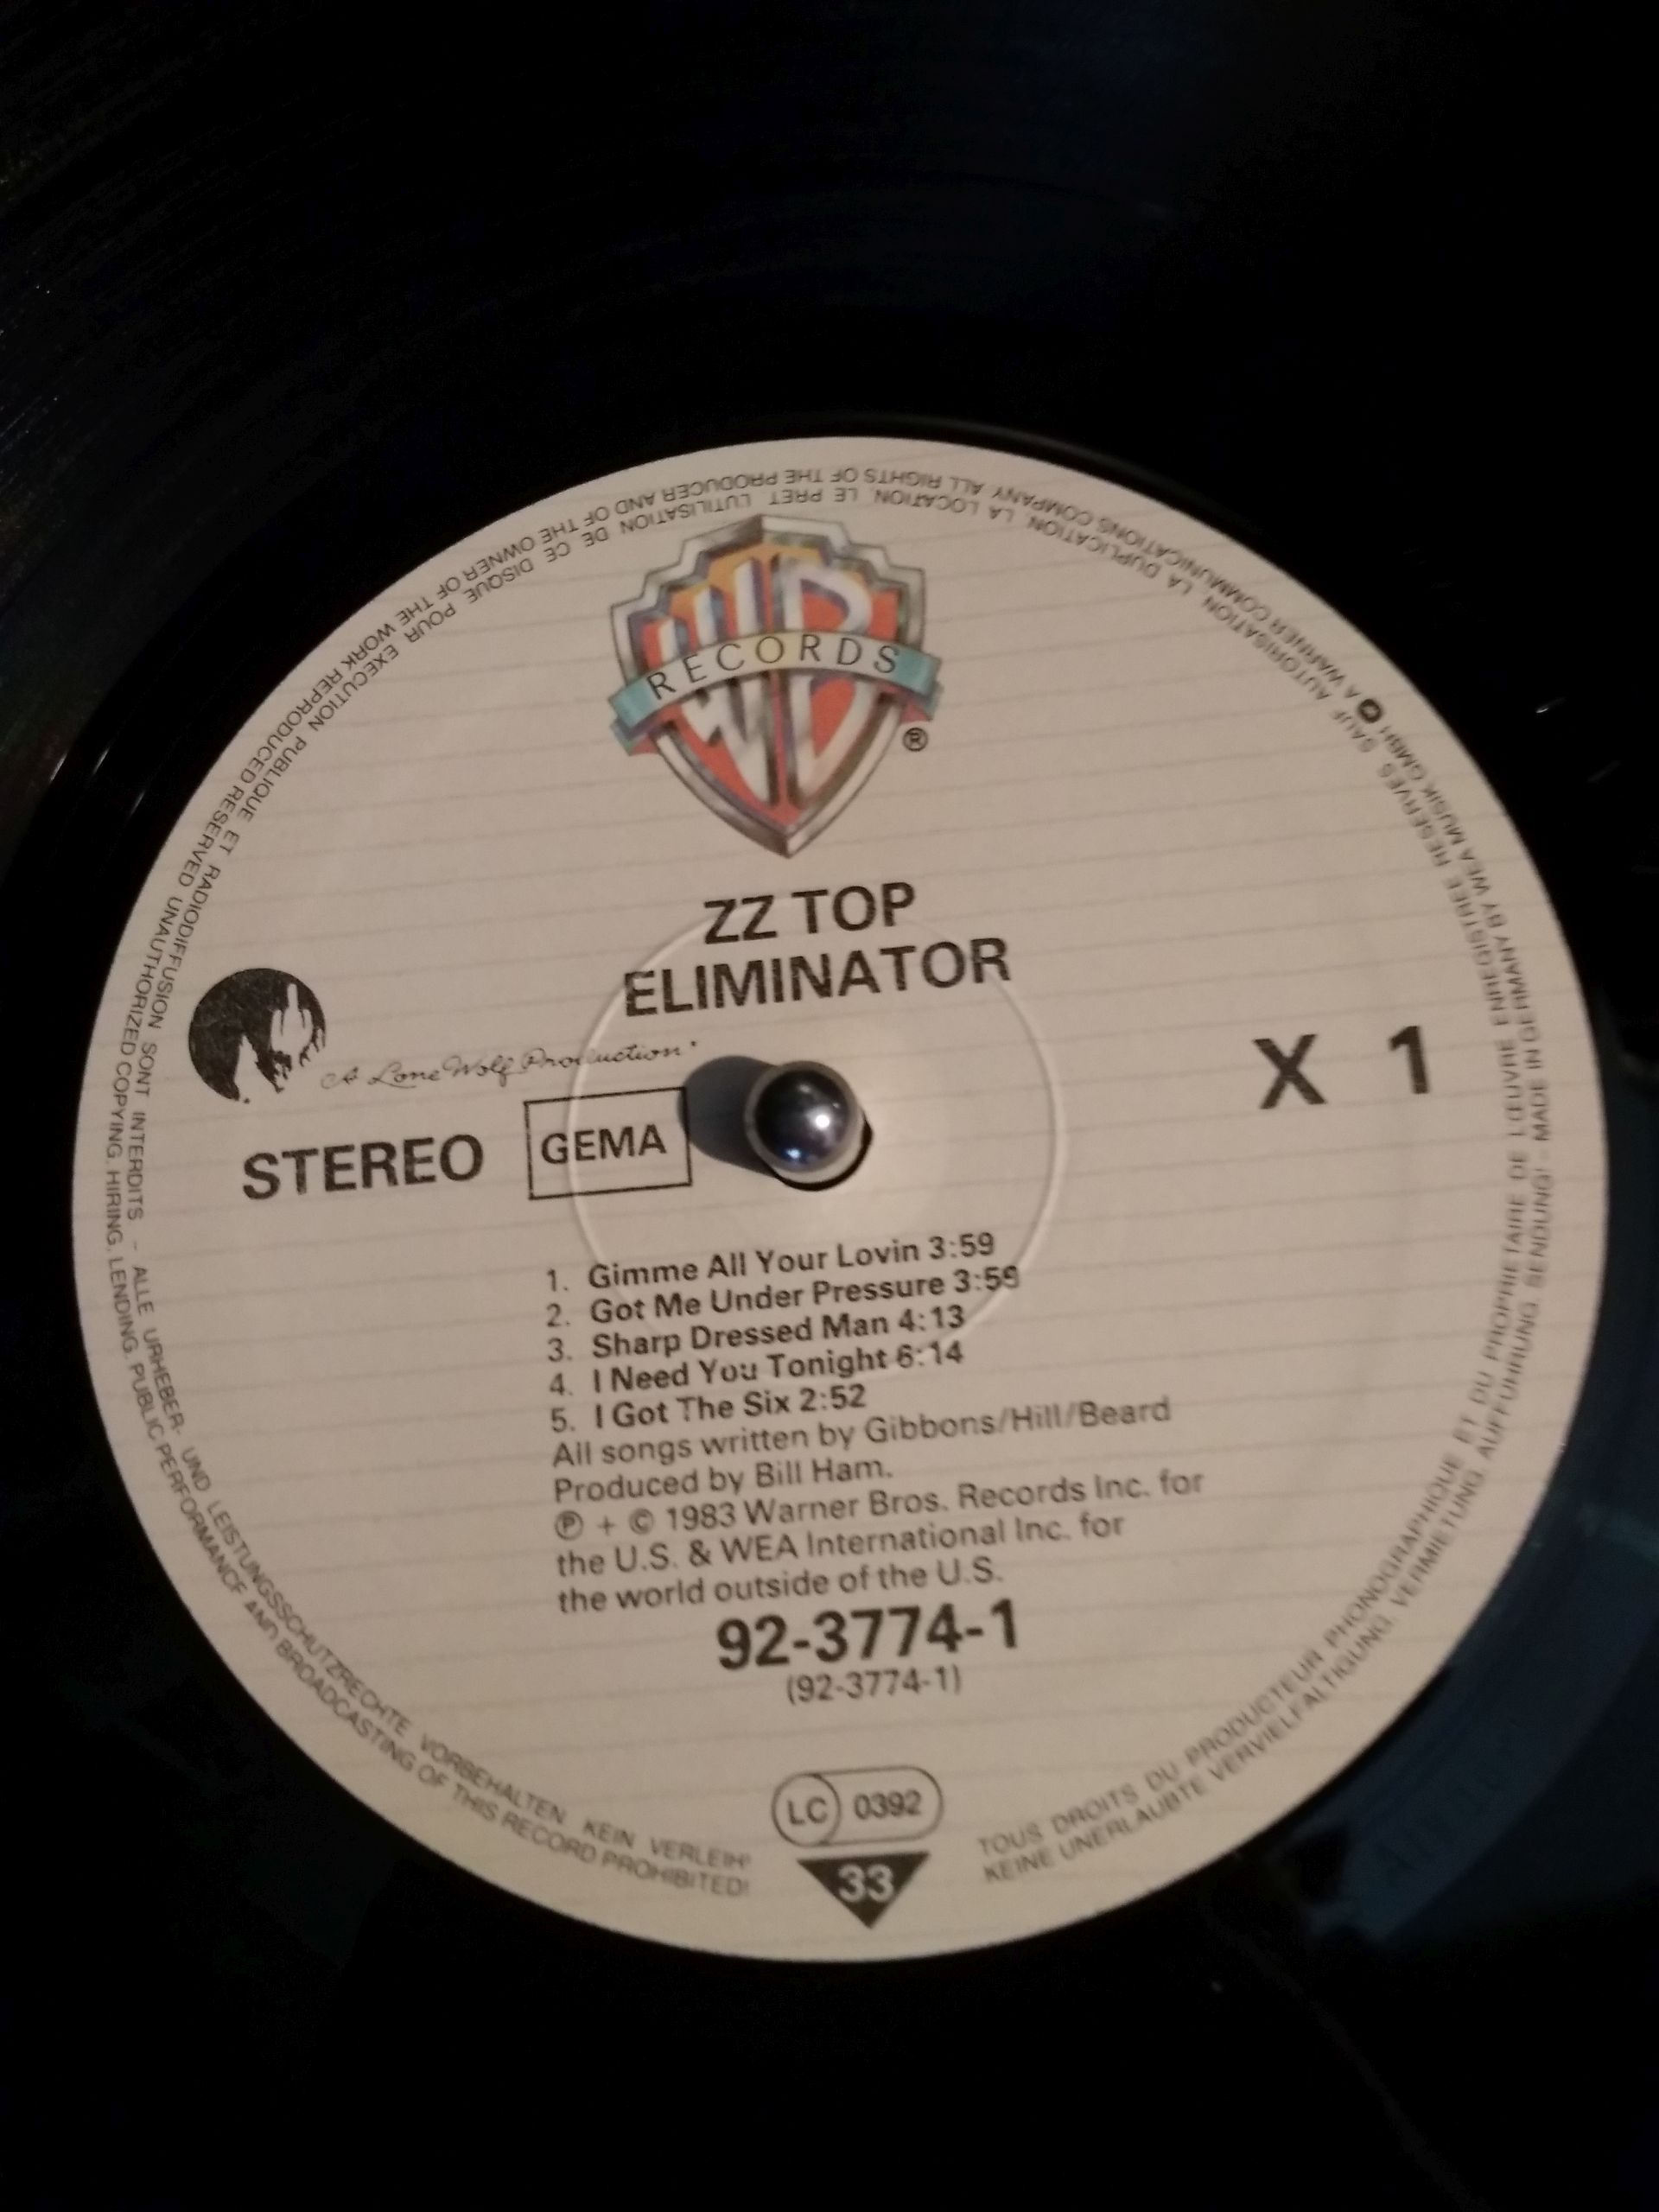 WB
RECORDS
®
ZZ TOP
ELIMINATOR
A Lone Wolf Production
X 1
STEREO
GEMA
1. Gimme All Your Lovin 3:59
2. Got Me Under Pressure 3:59
3. Sharp Dressed Man 4:13
4. I Need You Tonight 6:14
5. I Got The Six 2:52
All songs written by Gibbons/Hill/Beard
Produced by Bill Ham.
℗ + © 1983 Warner Bros. Records Inc. for
the U.S. & WEA International Inc. for
the world outside of the U.S.
92-3774-1
(92-3774-1)
LC 0392
33
TOUS DROITS DU PRODUCTEUR PHONOGRAPHIQUE ET DU PROPRIETAIRE DE L'ŒUVRE ENREGISTREE RESERVES. SAUF AUTORISATION, LA DUPLICATION, LA LOCATION, LE PRET, L'UTILISATION DE CE DISQUE POUR EXECUTION PUBLIQUE ET RADIODIFFUSION SONT INTERDITS – ALLE URHEBER- UND LEISTUNGSSCHUTZRECHTE VORBEHALTEN. KEIN VERLEIH!
KEINE UNERLAUBTE VERVIELFÄLTIGUNG, VERMIETUNG, AUFFÜHRUNG, SENDUNG! – MADE IN GERMANY BY WEA MUSIK GMBH A WARNER COMMUNICATIONS COMPANY ALL RIGHTS OF THE PRODUCER AND OF THE OWNER OF THE WORK REPRODUCED RESERVED UNAUTHORIZED COPYING, HIRING, LENDING, PUBLIC PERFORMANCE AND BROADCASTING OF THIS RECORD PROHIBITED!